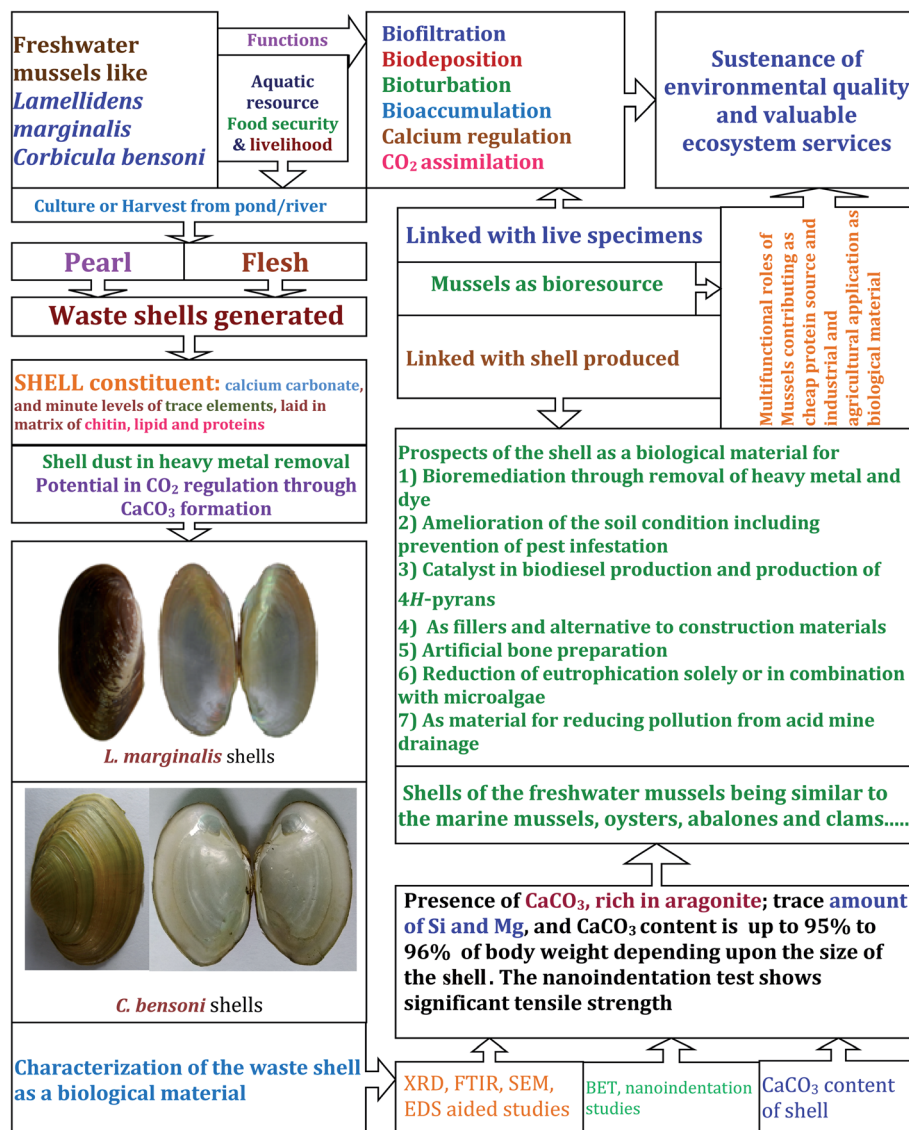 Freshwater
mussels like
Lamellidens
marginalis
Corbicula bensoni
Functions
Aquatic
resource
Food security
& livelihood
Biofiltration
Biodeposition
Bioturbation
Bioaccumulation
Calcium regulation
CO₂ assimilation
Sustenance of
environmental quality
and valuable
ecosystem services
Culture or Harvest from pond/river
Pearl
Flesh
Waste shells generated
SHELL constituent: calcium carbonate,
and minute levels of trace elements, laid in
matrix of chitin, lipid and proteins
Shell dust in heavy metal removal
Potential in CO₂ regulation through
CaCO₃ formation
L. marginalis shells
C. bensoni shells
Characterization of the waste shell
as a biological material
Linked with live specimens
Mussels as bioresource
Linked with shell produced
Multifunctional roles of
Mussels contributing as
cheap protein source and
industrial and
agricultural application as
biological material
Prospects of the shell as a biological material for
1) Bioremediation through removal of heavy metal and
dye
2) Amelioration of the soil condition including
prevention of pest infestation
3) Catalyst in biodiesel production and production of
4H-pyrans
4) As fillers and alternative to construction materials
5) Artificial bone preparation
6) Reduction of eutrophication solely or in combination
with microalgae
7) As material for reducing pollution from acid mine
drainage
Shells of the freshwater mussels being similar to
the marine mussels, oysters, abalones and clams.....
Presence of CaCO₃, rich in aragonite; trace amount
of Si and Mg, and CaCO₃ content is up to 95% to
96% of body weight depending upon the size of
the shell. The nanoindentation test shows
significant tensile strength
XRD, FTIR, SEM,
EDS aided studies
BET, nanoindentation
studies
CaCO₃ content
of shell